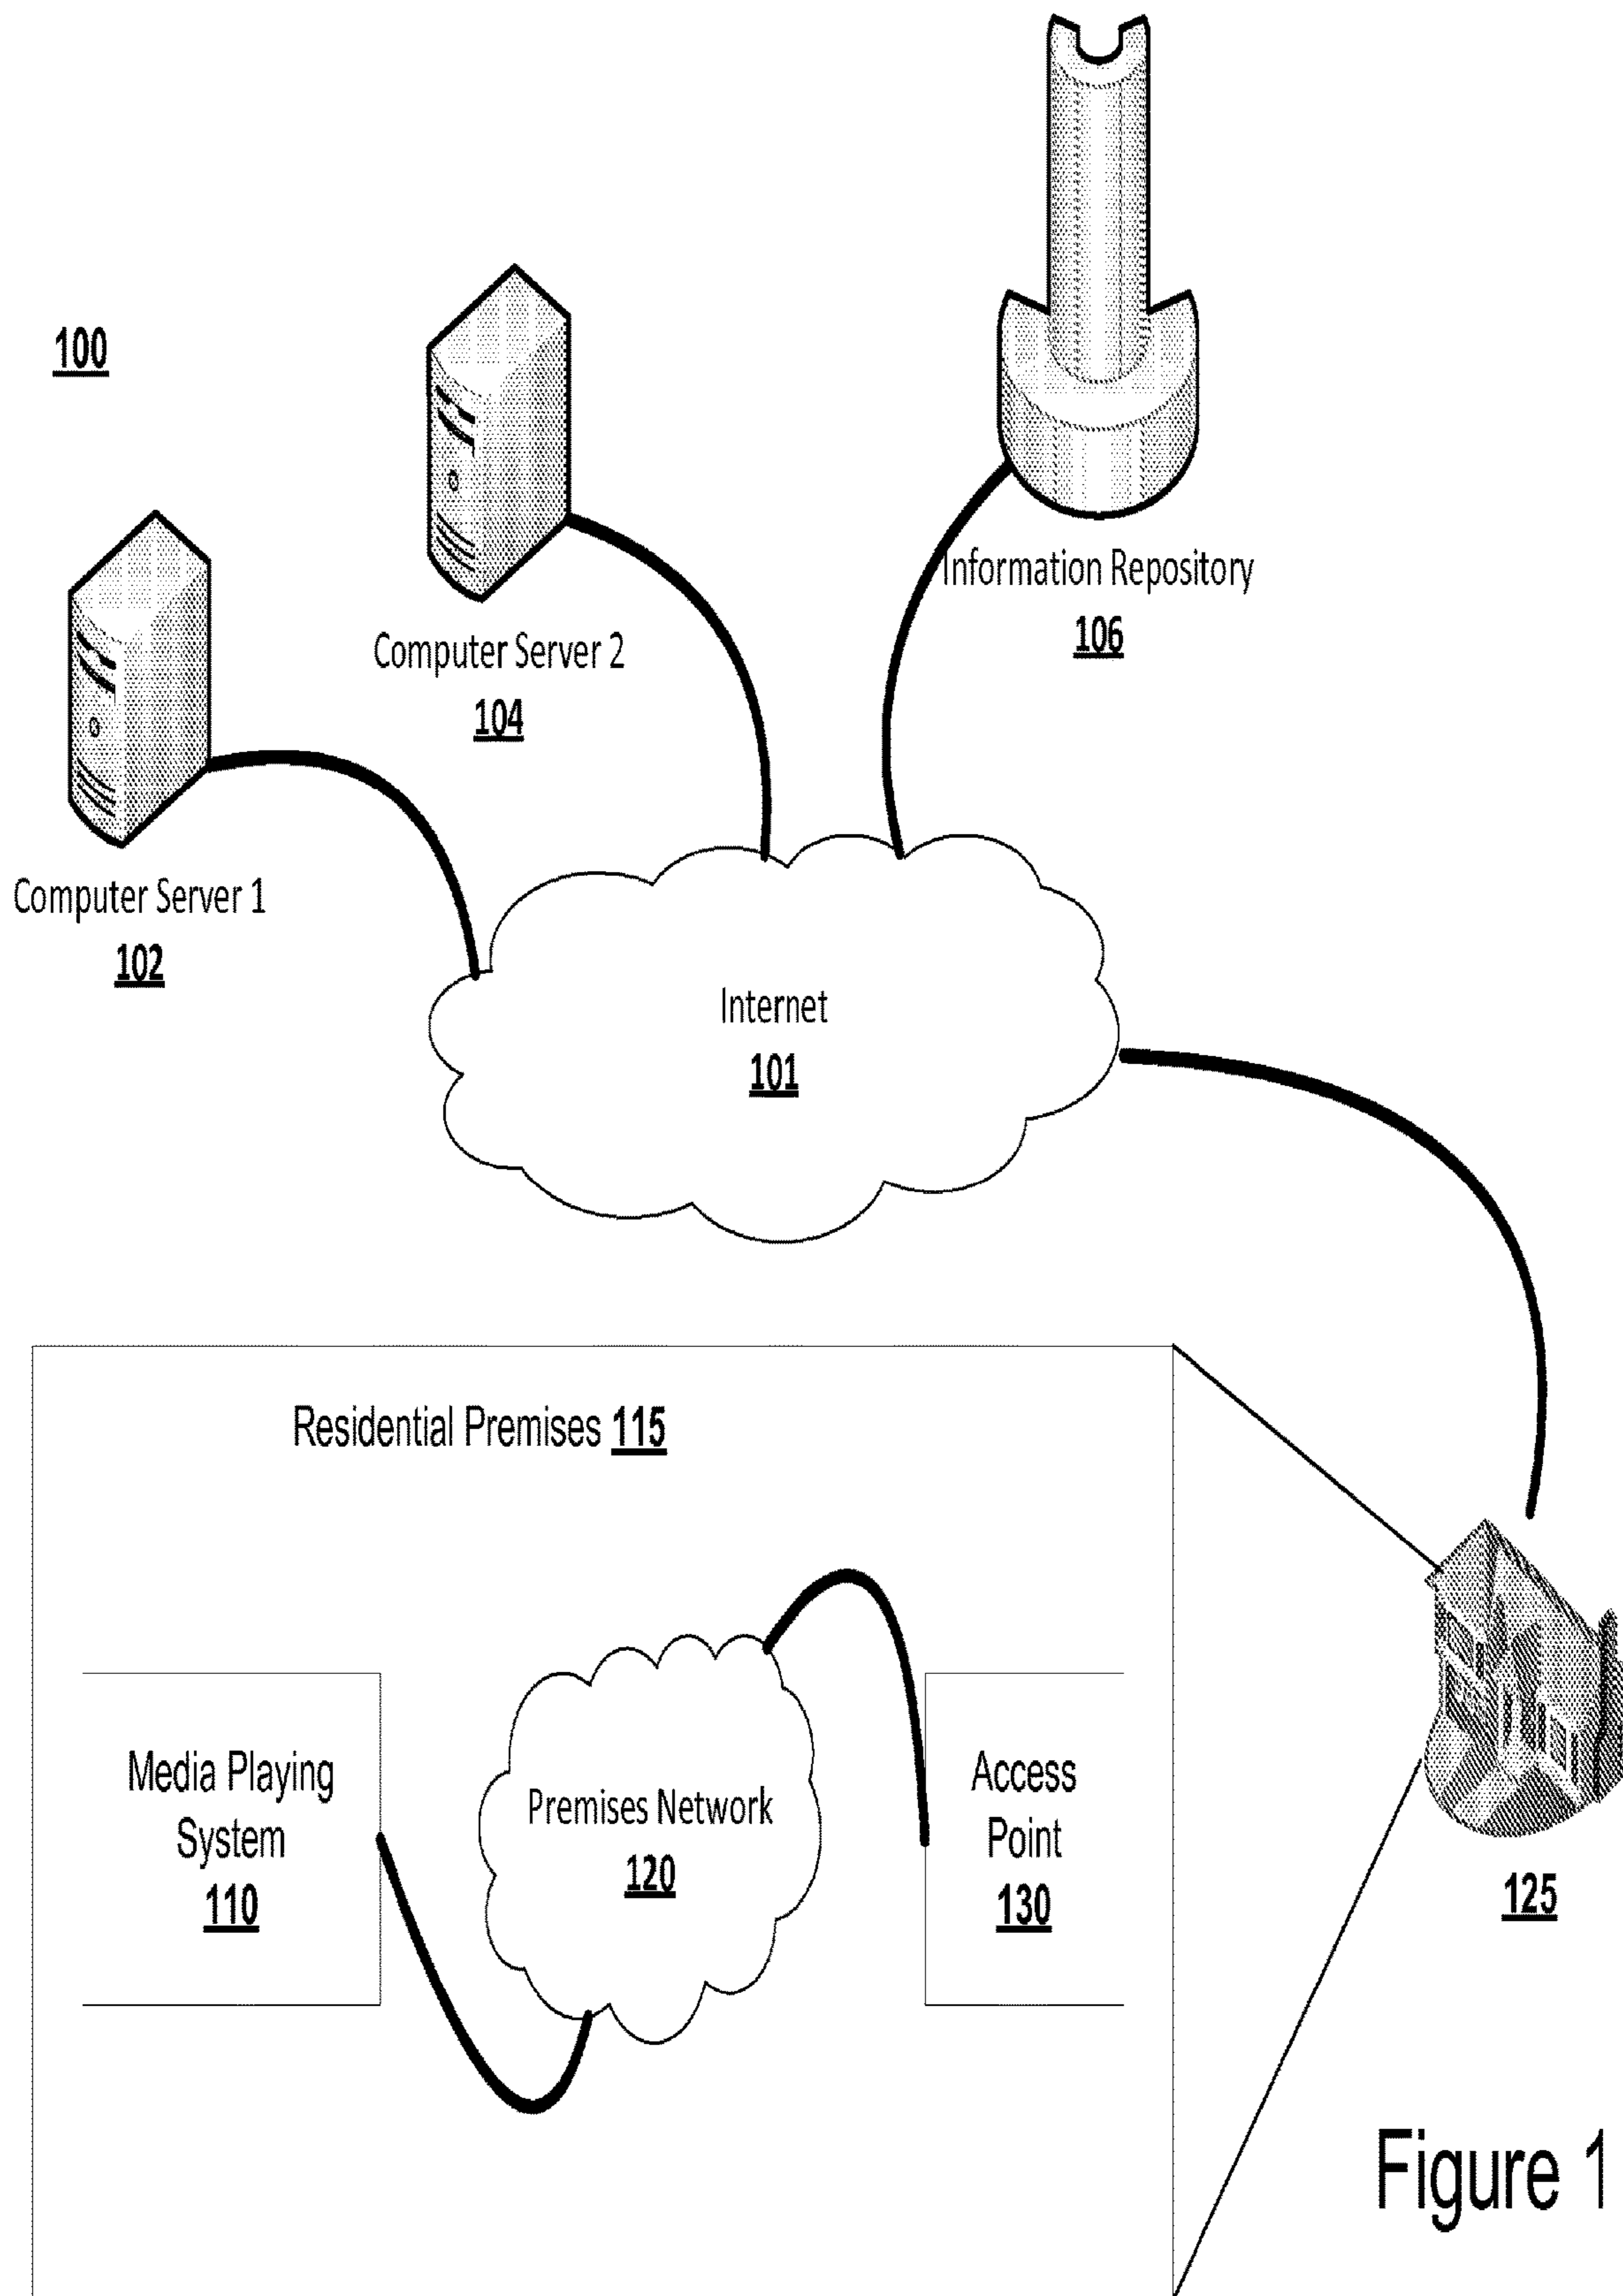 100
Information Repository
106
Computer Server 2
104
Computer Server 1
102
Internet
101
Residential Premises 115
Media Playing
System
110
Premises Network
120
Access
Point
130
125
Figure 1